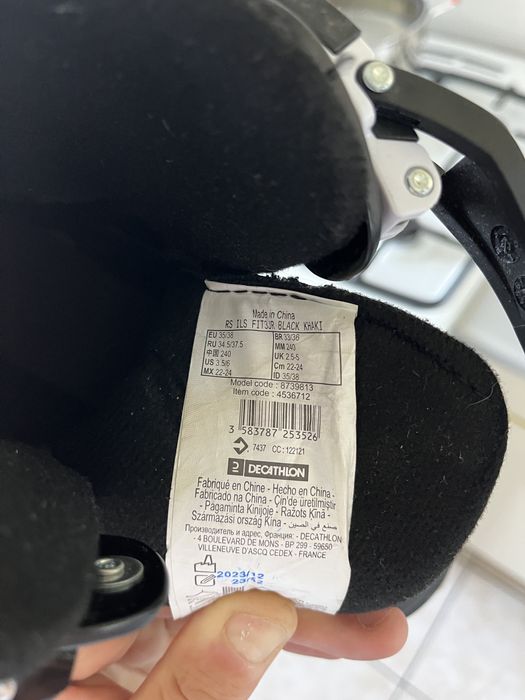 Made in China
RS ILS FIT3JR BLACK KHAKI
EU 35/38 BR 33/36
RU 34.5/37.5 MM 240
中国 240 UK 2.5-5
US 3.5/6 Cm 22-24
MX 22-24 ID 35/38
Model code : 8739813
Item code : 4536712
3 583787 253526
7437 CC: 122121
DECATHLON
Fabriqué en Chine - Hecho en China -
Fabricado na China - Çin'de üretilmiştir
- Pagaminta Kinijoje - Ražots Ķīnā -
Származási ország Kína - صنع في الصين
Производитель и адрес, Франция: - DECATHLON
- 4 BOULEVARD DE MONS - BP 299 - 59650
VILLENEUVE D'ASCQ CEDEX - FRANCE
2023/12
23/12